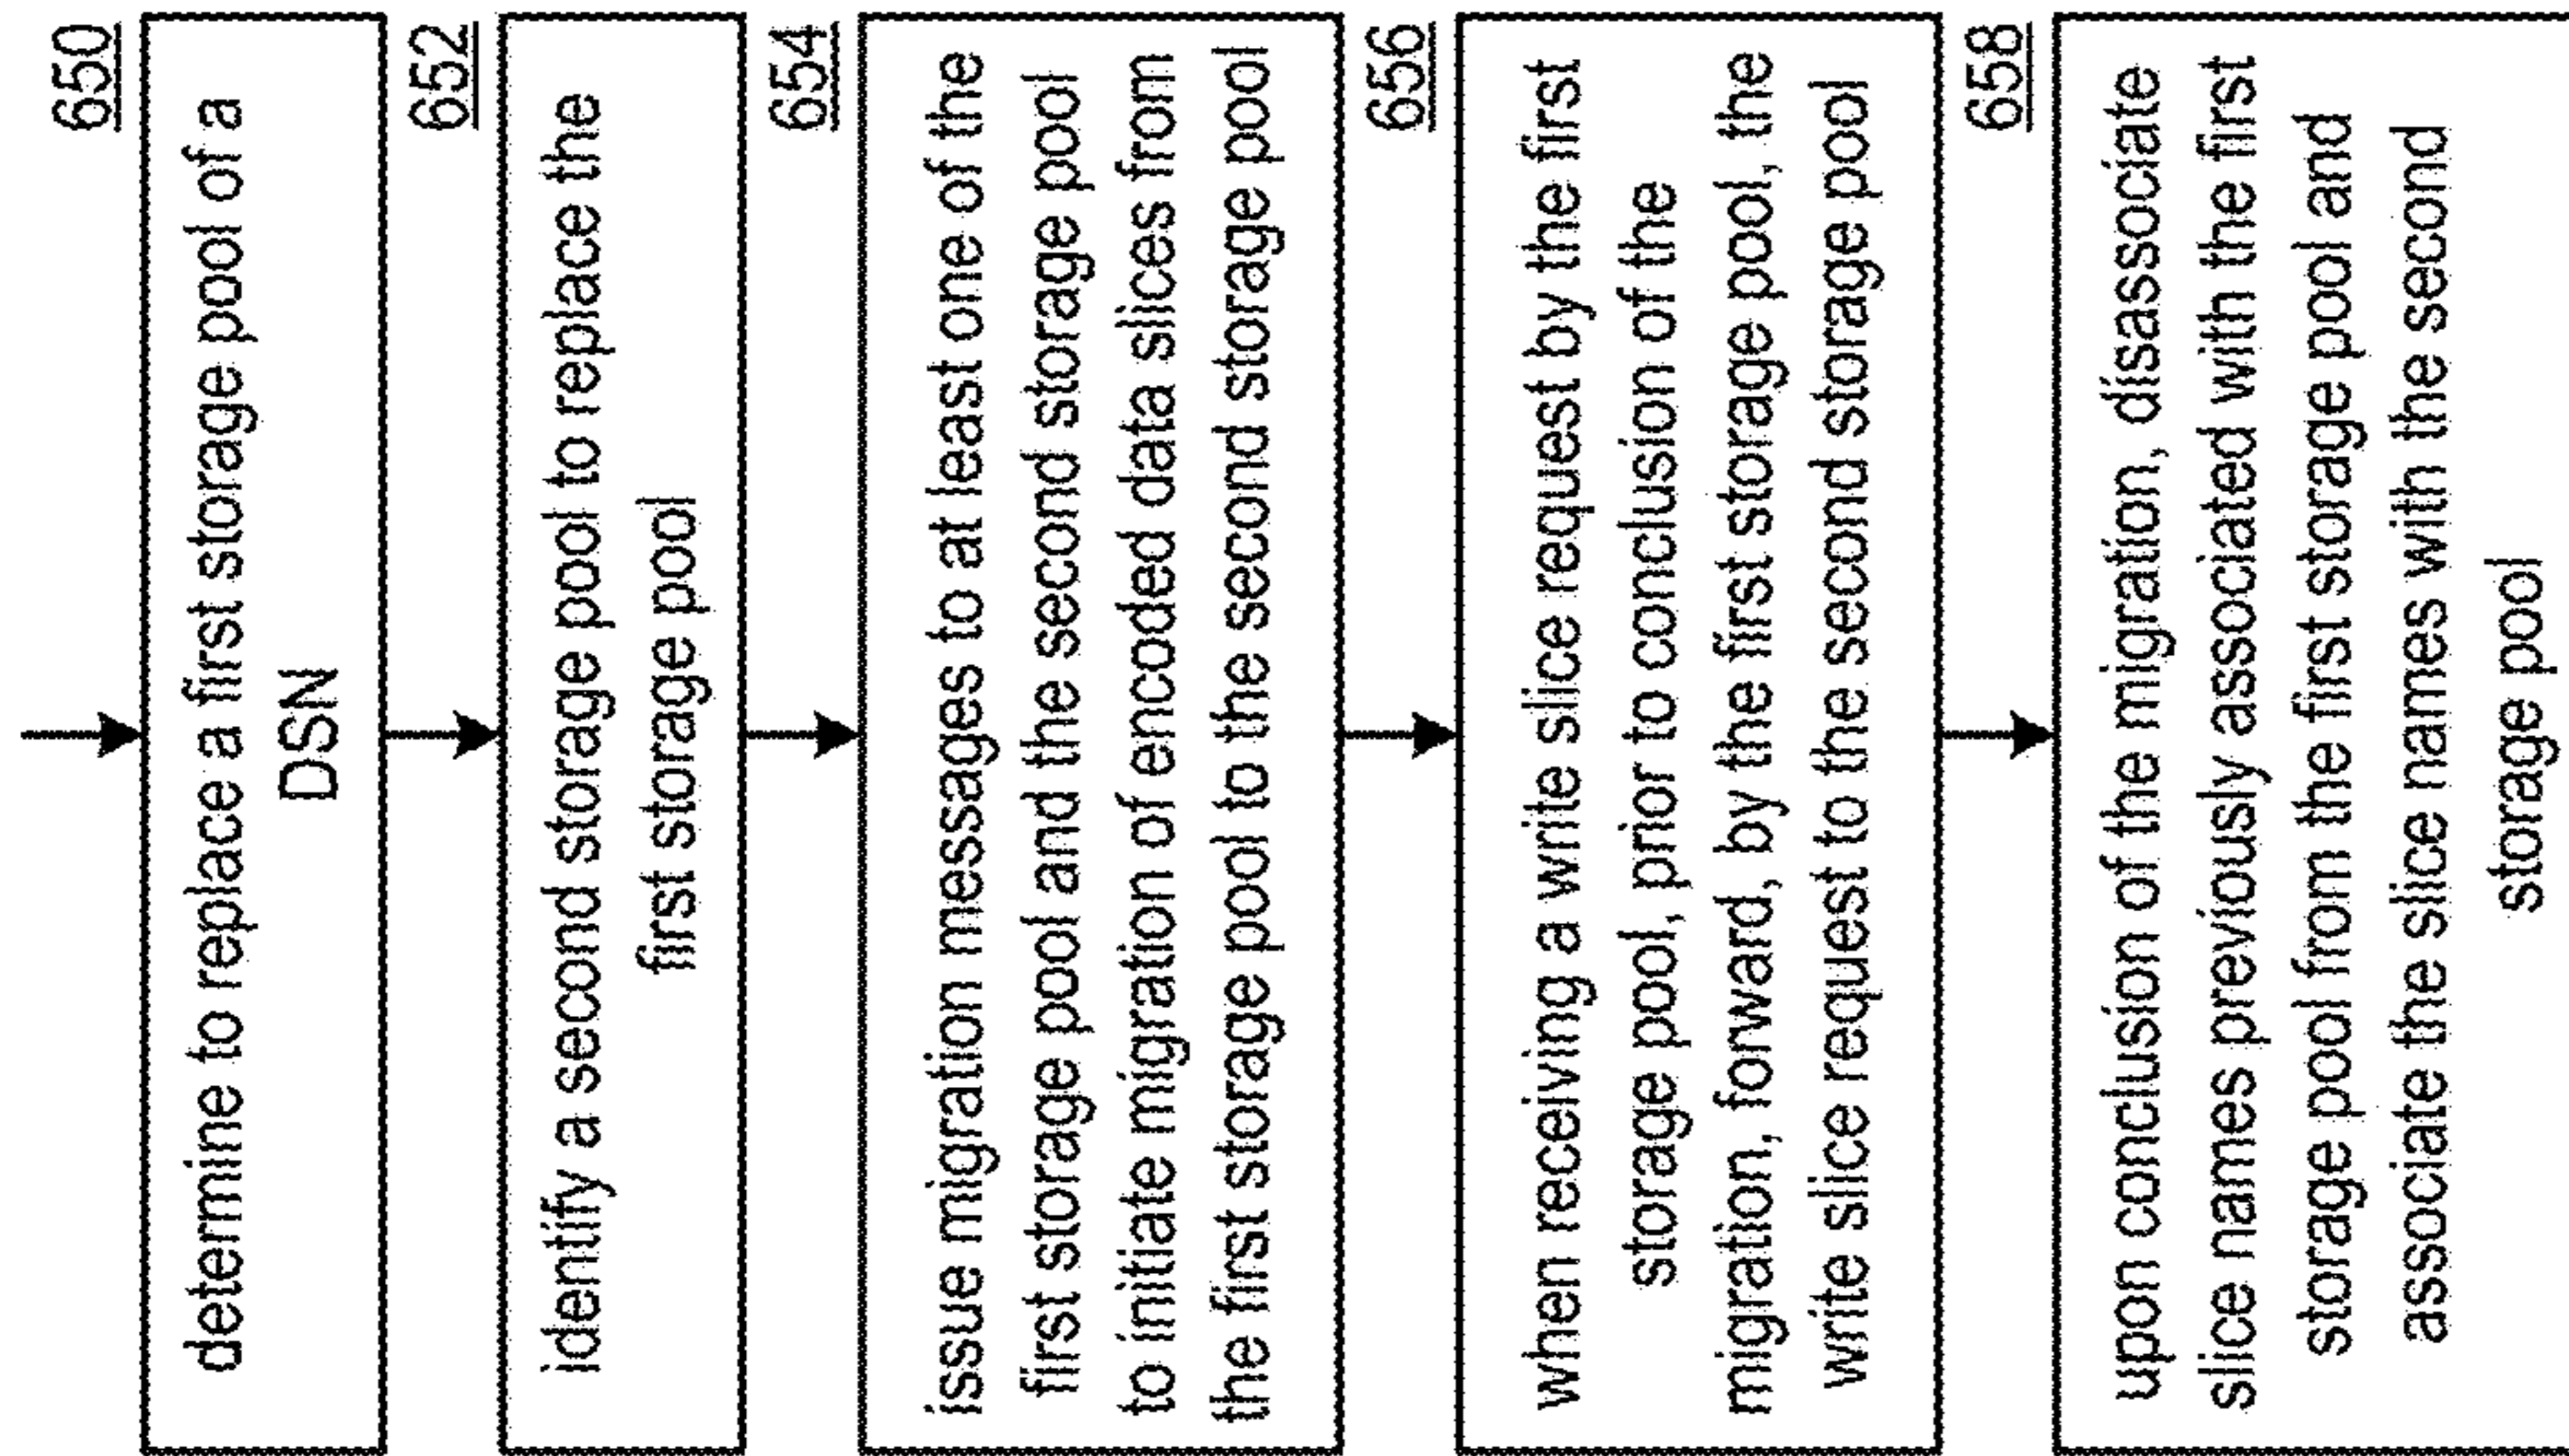 650
determine to replace a first storage pool of a
DSN
652
identify a second storage pool to replace the
first storage pool
654
issue migration messages to at least one of the
first storage pool and the second storage pool
to initiate migration of encoded data slices from
the first storage pool to the second storage pool
656
when receiving a write slice request by the first
storage pool, prior to conclusion of the
migration, forward, by the first storage pool, the
write slice request to the second storage pool
658
upon conclusion of the migration, disassociate
slice names previously associated with the first
storage pool from the first storage pool and
associate the slice names with the second
storage pool